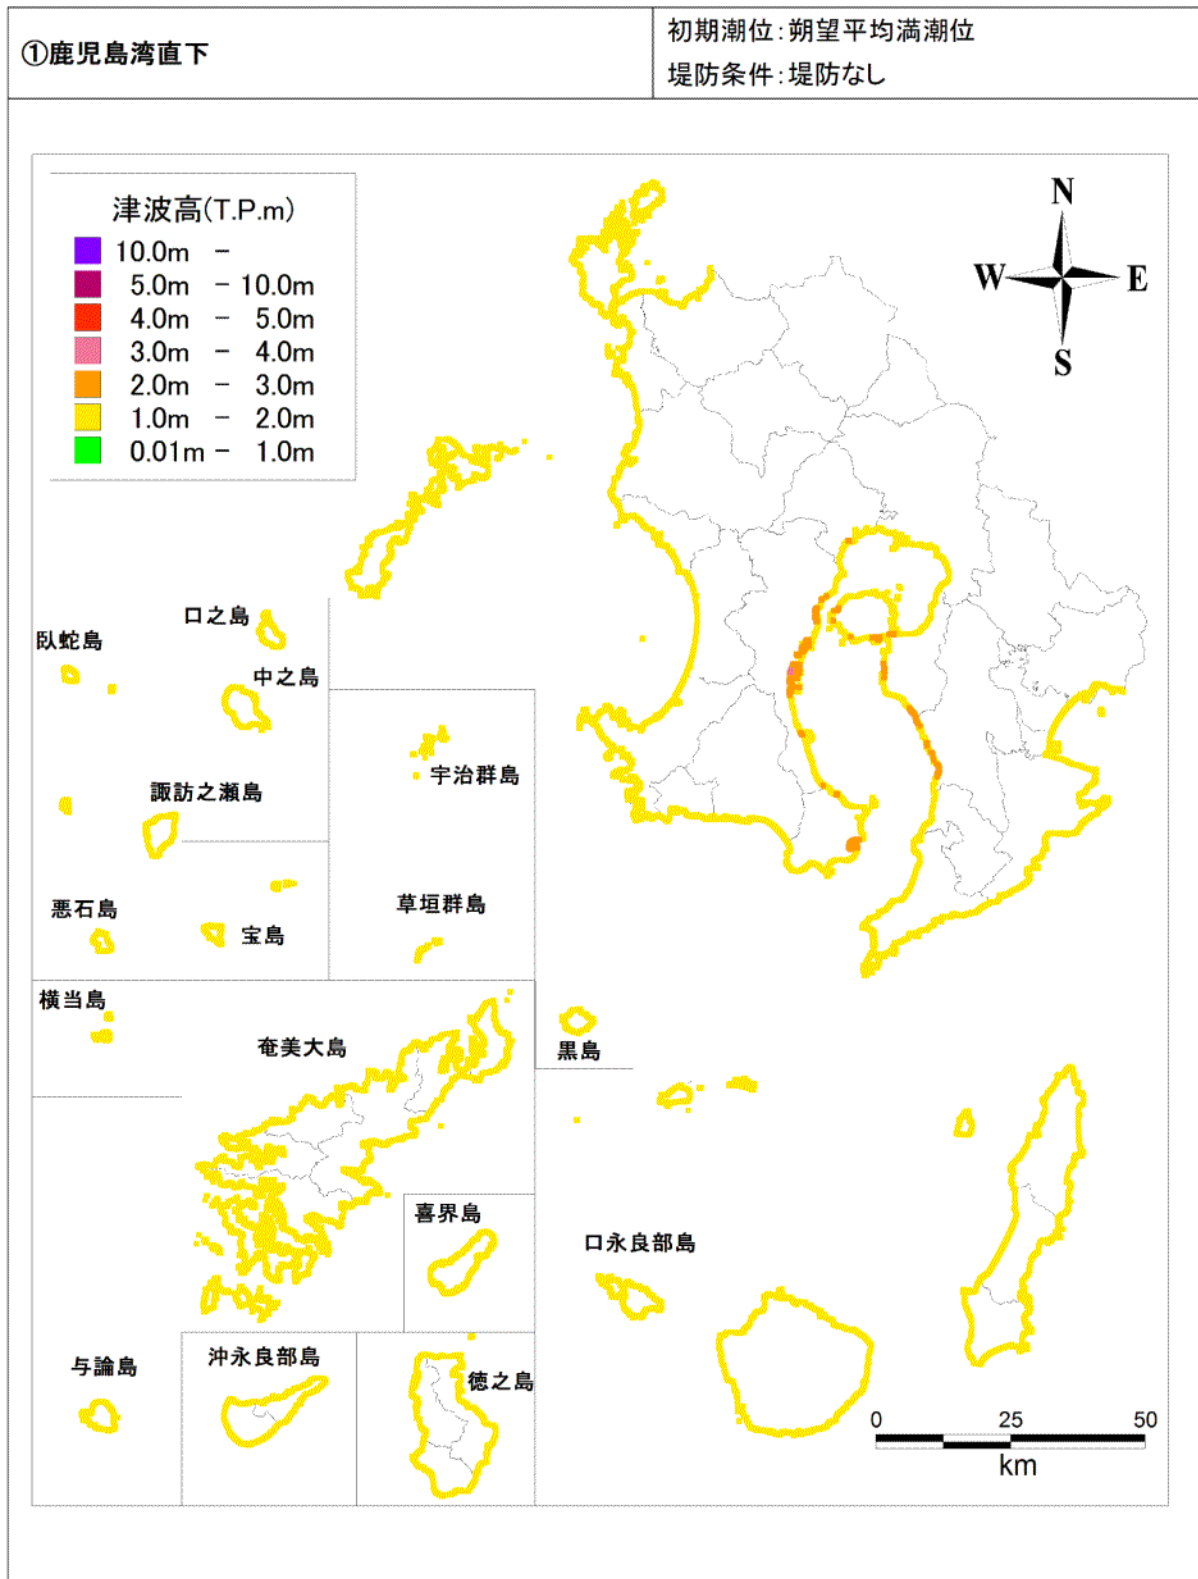 ①鹿児島湾直下
初期潮位：朔望平均満潮位
堤防条件：堤防なし
津波高(T.P.m)
10.0m －
5.0m － 10.0m
4.0m － 5.0m
3.0m － 4.0m
2.0m － 3.0m
1.0m － 2.0m
0.01m － 1.0m
N
W E
S
口之島
臥蛇島
中之島
宇治群島
諏訪之瀬島
草垣群島
悪石島
宝島
横当島
奄美大島
黒島
喜界島
口永良部島
沖永良部島
与論島
徳之島
0 25 50
km